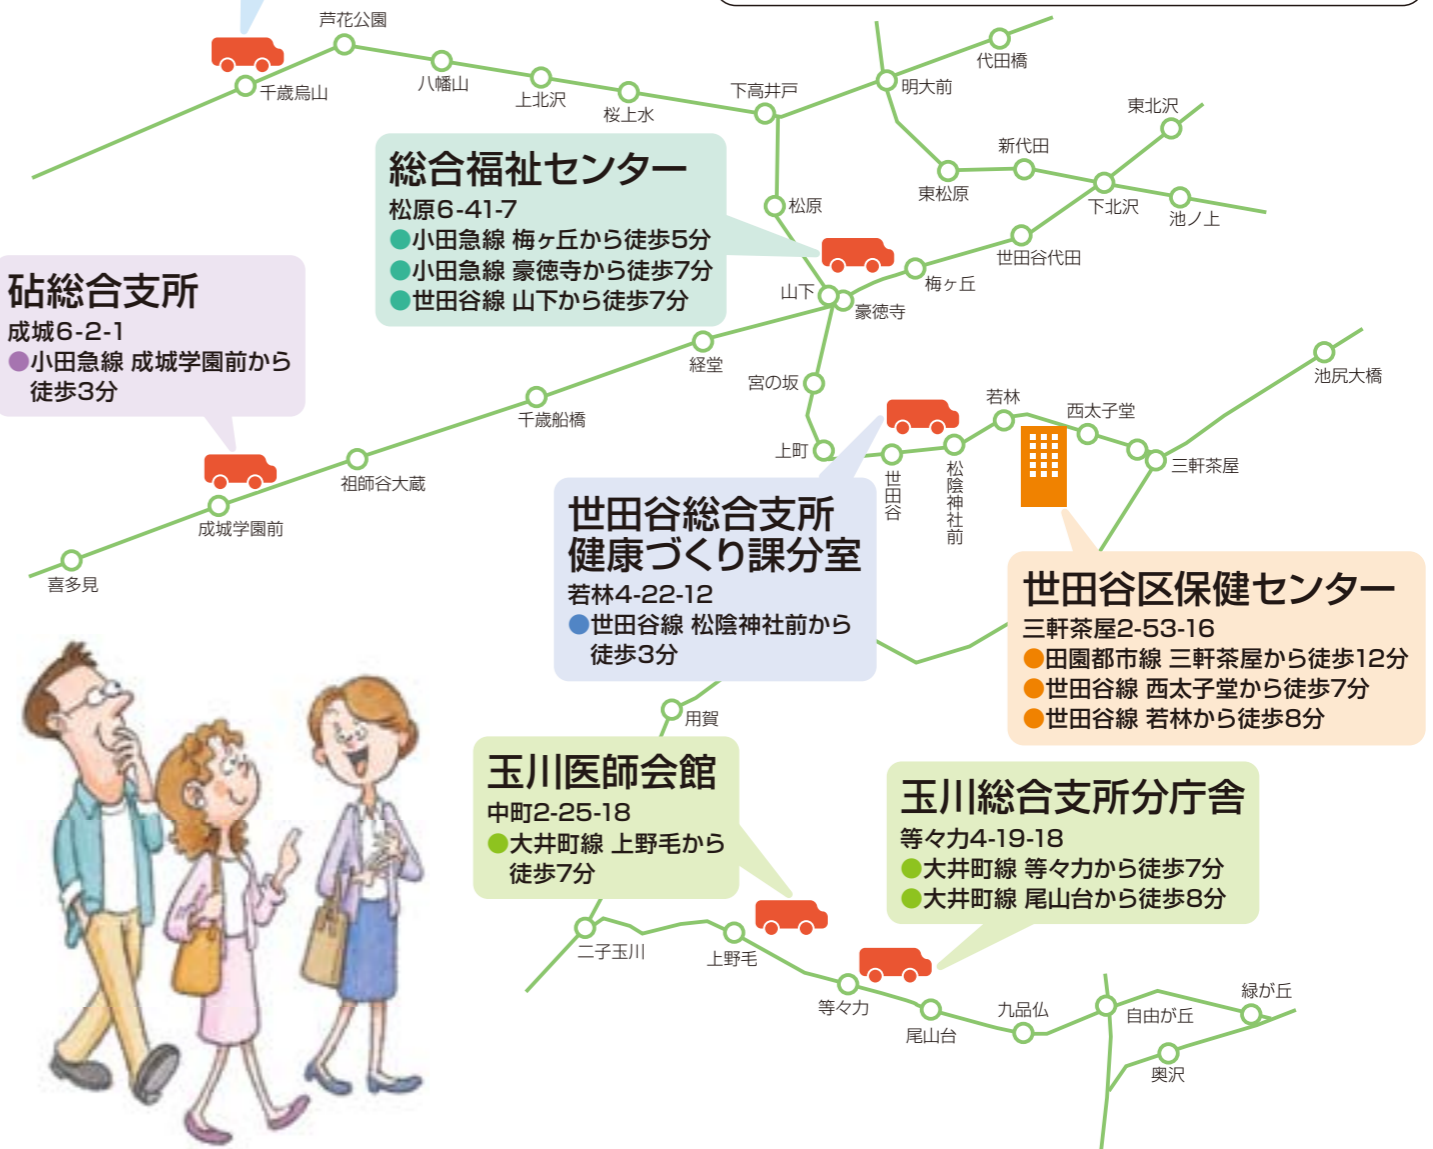 芦花公園
千歳烏山
八幡山
上北沢
桜上水
下高井戸
明大前
代田橋
東松原
新代田
東北沢
下北沢
池ノ上
世田谷代田
梅ヶ丘
松原
山下
豪徳寺
総合福祉センター
松原6-41-7
●小田急線 梅ヶ丘から徒歩5分
●小田急線 豪徳寺から徒歩7分
●世田谷線 山下から徒歩7分
砧総合支所
成城6-2-1
●小田急線 成城学園前から
徒歩3分
経堂
千歳船橋
祖師谷大蔵
成城学園前
喜多見
宮の坂
上町
世田谷
松陰神社前
若林
西太子堂
三軒茶屋
池尻大橋
世田谷総合支所
健康づくり課分室
若林4-22-12
●世田谷線 松陰神社前から
徒歩3分
世田谷区保健センター
三軒茶屋2-53-16
●田園都市線 三軒茶屋から徒歩12分
●世田谷線 西太子堂から徒歩7分
●世田谷線 若林から徒歩8分
用賀
玉川医師会館
中町2-25-18
●大井町線 上野毛から
徒歩7分
玉川総合支所分庁舎
等々力4-19-18
●大井町線 等々力から徒歩7分
●大井町線 尾山台から徒歩8分
二子玉川
上野毛
等々力
尾山台
九品仏
自由が丘
緑が丘
奥沢